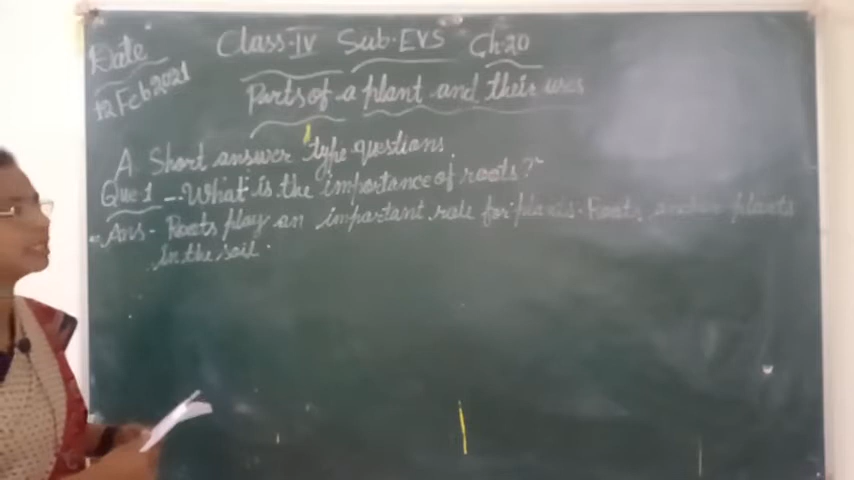 Date
12 Feb 2021
Class-IV Sub-EVS Ch-20
Parts of a plant and their uses
A Short answer type questions
Que 1 - What is the importance of roots?
Ans- Roots play an important role for plants. Roots anchor plants
in the soil.